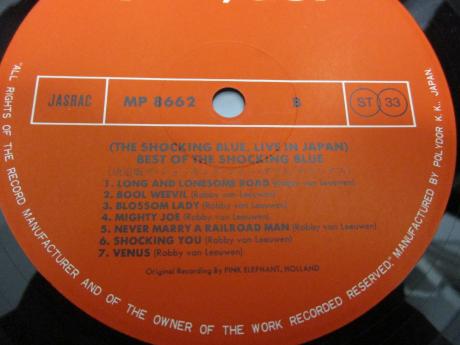 JASRAC
MP 8662
B
ST 33
(THE SHOCKING BLUE, LIVE IN JAPAN)
BEST OF THE SHOCKING BLUE
1. LONG AND LONESOME ROAD (Robby van Leeuwen)
2. BOOL WEEVIL (Robby van Leeuwen)
3. BLOSSOM LADY (Robby van Leeuwen)
4. MIGHTY JOE (Robby van Leeuwen)
5. NEVER MARRY A RAILROAD MAN (Robby van Leeuwen)
6. SHOCKING YOU (Robby van Leeuwen)
7. VENUS (Robby van Leeuwen)
Original Recording By PINK ELEPHANT, HOLLAND
"ALL RIGHTS OF THE RECORD MANUFACTURER AND OF THE OWNER OF THE WORK RECORDED RESERVED." MANUFACTURED BY POLYDOR K. K., JAPAN.